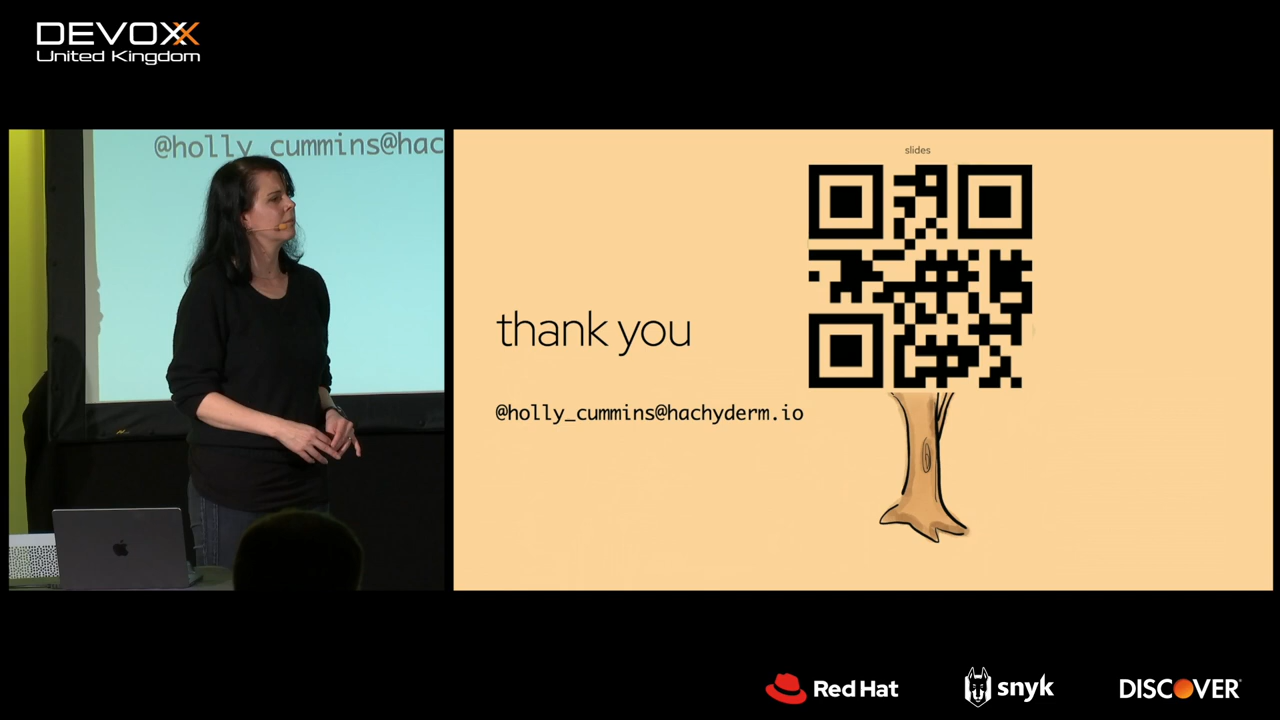 DEVOXX
United Kingdom
@holly_cummins@hac
slides
thank you
@holly_cummins@hachyderm.io
Red Hat
snyk
DISCOVER